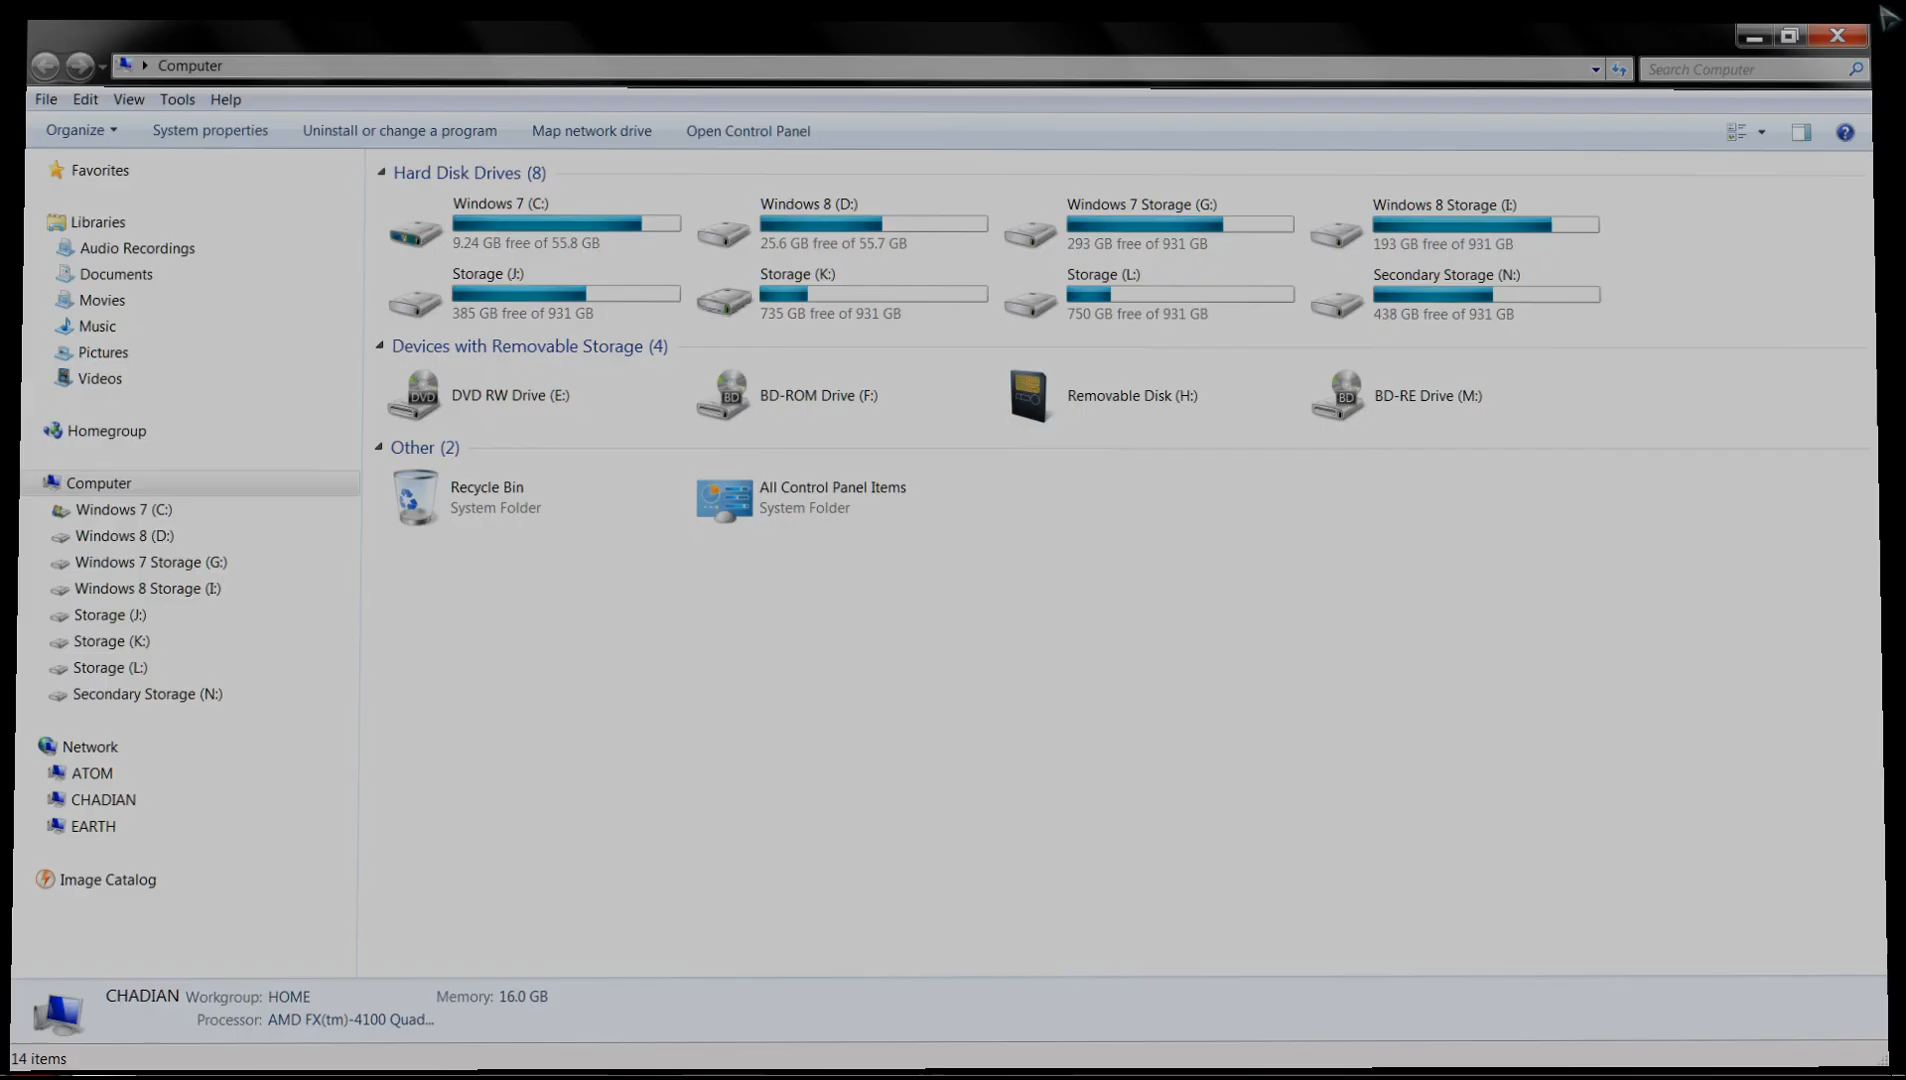 Computer
Search Computer
File Edit View Tools Help
Organize System properties Uninstall or change a program Map network drive Open Control Panel
Favorites
Libraries
Audio Recordings
Documents
Movies
Music
Pictures
Videos
Homegroup
Computer
Windows 7 (C:)
Windows 8 (D:)
Windows 7 Storage (G:)
Windows 8 Storage (I:)
Storage (J:)
Storage (K:)
Storage (L:)
Secondary Storage (N:)
Network
ATOM
CHADIAN
EARTH
Image Catalog
Hard Disk Drives (8)
Windows 7 (C:)
9.24 GB free of 55.8 GB
Windows 8 (D:)
25.6 GB free of 55.7 GB
Windows 7 Storage (G:)
293 GB free of 931 GB
Windows 8 Storage (I:)
193 GB free of 931 GB
Storage (J:)
385 GB free of 931 GB
Storage (K:)
735 GB free of 931 GB
Storage (L:)
750 GB free of 931 GB
Secondary Storage (N:)
438 GB free of 931 GB
Devices with Removable Storage (4)
DVD
DVD RW Drive (E:)
BD
BD-ROM Drive (F:)
Removable Disk (H:)
BD
BD-RE Drive (M:)
Other (2)
Recycle Bin
System Folder
All Control Panel Items
System Folder
CHADIAN Workgroup: HOME Memory: 16.0 GB
Processor: AMD FX(tm)-4100 Quad...
14 items